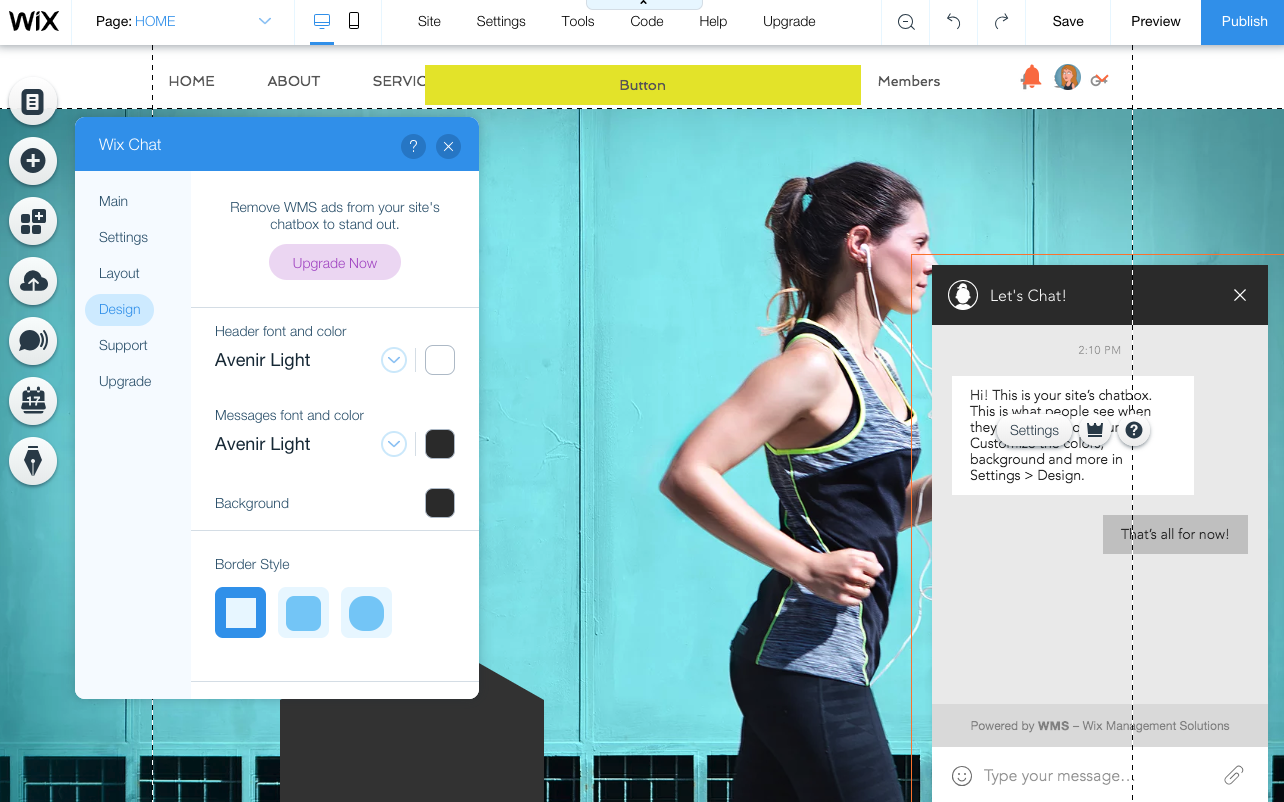 WiX
Page: HOME
Site
Settings
Tools
Code
Help
Upgrade
Save
Preview
Publish
HOME
ABOUT
SERVIC
Button
Members
Wix Chat
?
Main
Settings
Layout
Design
Support
Upgrade
Remove WMS ads from your site's
chatbox to stand out.
Upgrade Now
Header font and color
Avenir Light
Messages font and color
Avenir Light
Background
Border Style
17
Let's Chat!
2:10 PM
Hi! This is your site's chatbox.
This is what people see when
they
Customize the colors,
background and more in
Settings > Design.
Settings
?
That's all for now!
Powered by WMS – Wix Management Solutions
Type your message...